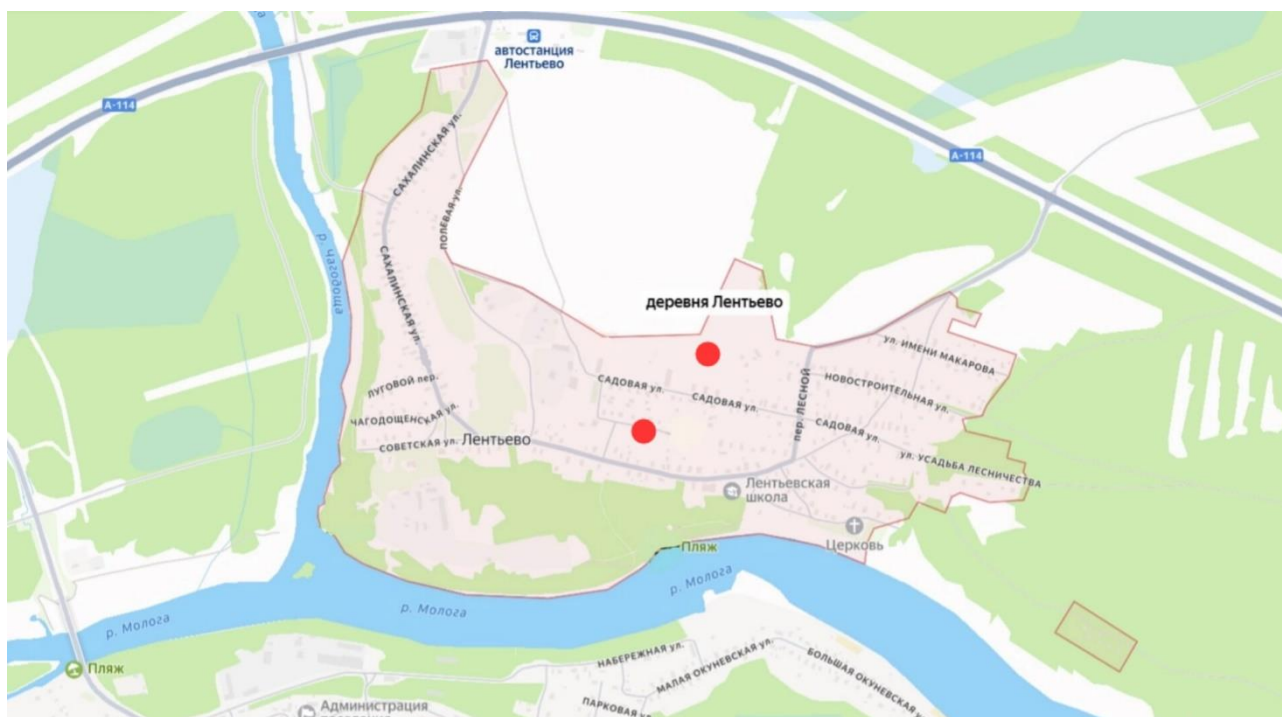 автостанция
Лентьево
А-114
А-114
САХАЛИНСКАЯ ул.
ПОЛЕВАЯ ул.
р. Чагодоща
САХАЛИНСКАЯ ул.
деревня Лентьево
ул. ИМЕНИ МАКАРОВА
ЛУГОВОЙ пер.
САДОВАЯ ул.
НОВОСТРОИТЕЛЬНАЯ ул.
САДОВАЯ ул.
пер. ЛЕСНОЙ
ЧАГОДОЩЕНСКАЯ ул.
САДОВАЯ ул.
СОВЕТСКАЯ ул.
Лентьево
ул. УСАДЬБА ЛЕСНИЧЕСТВА
Лентьевская
школа
Церковь
Пляж
р. Молога
р. Молога
р. Молога
Пляж
НАБЕРЕЖНАЯ ул.
МАЛАЯ ОКУНЕВСКАЯ ул.
БОЛЬШАЯ ОКУНЕВСКАЯ
ПАРКОВАЯ
Администрация